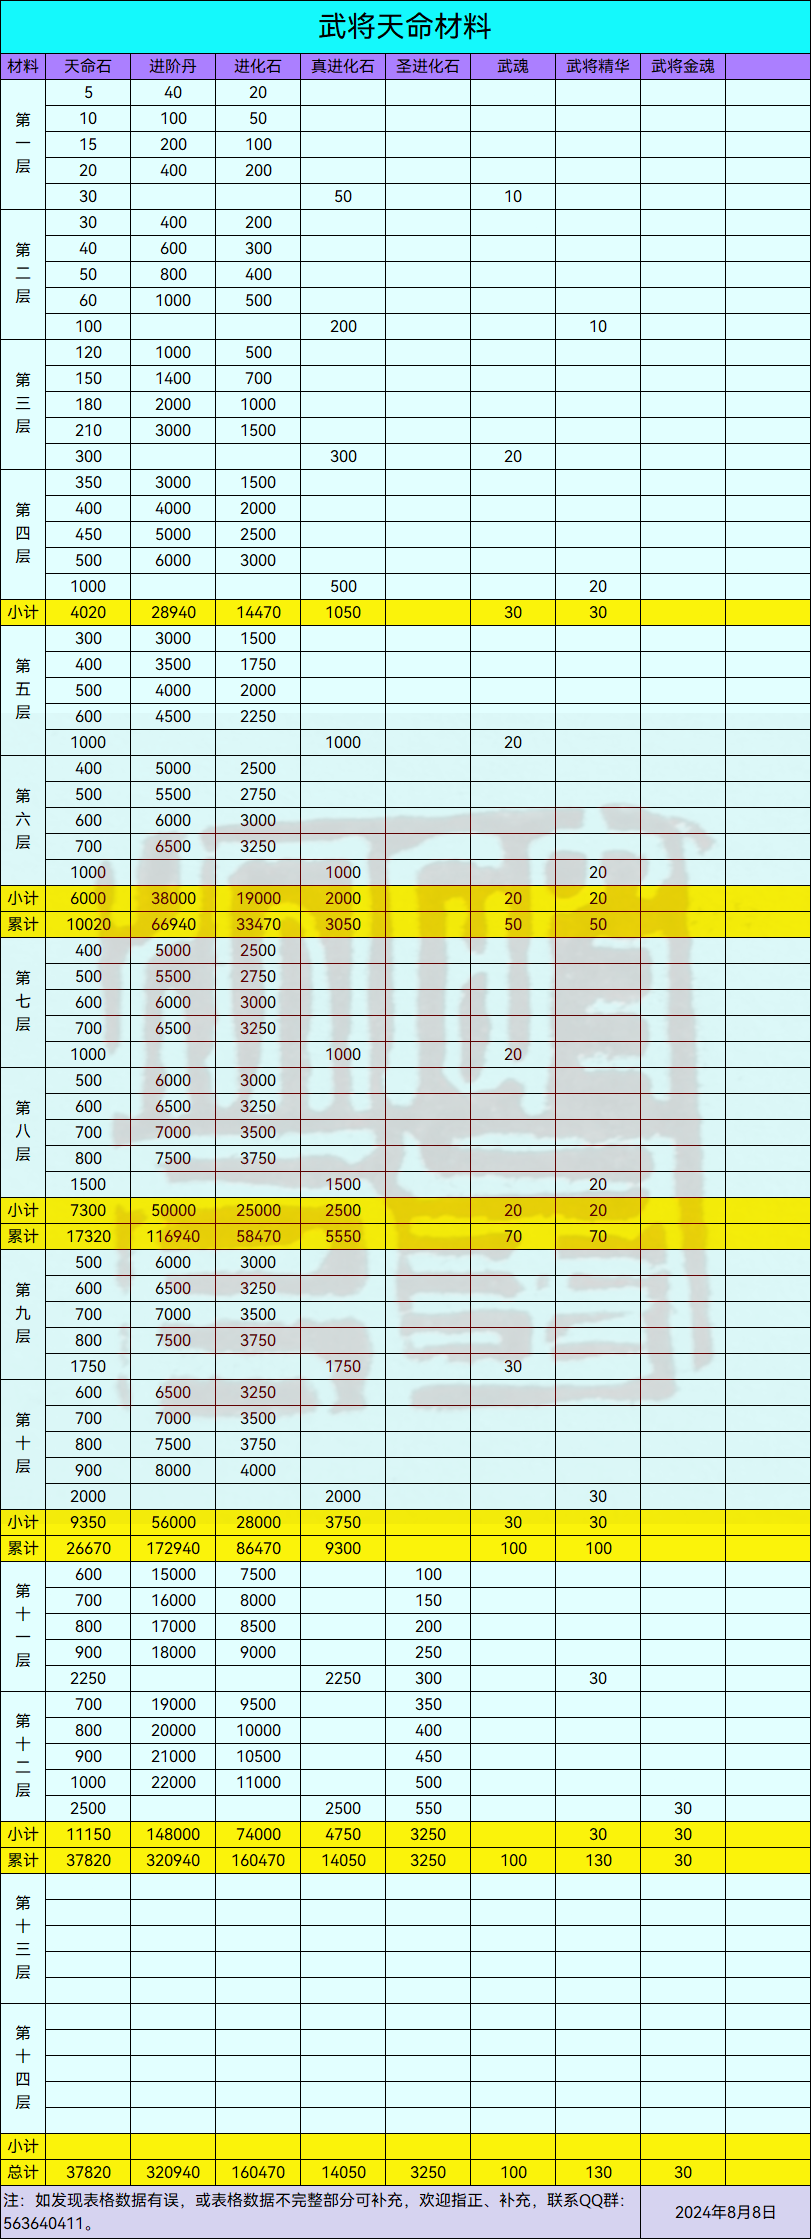 武将天命材料
材料 天命石 进阶丹 进化石 真进化石 圣进化石 武魂 武将精华 武将金魂
第一层
5 40 20
10 100 50
15 200 100
20 400 200
30 50 10
第二层
30 400 200
40 600 300
50 800 400
60 1000 500
100 200 10
第三层
120 1000 500
150 1400 700
180 2000 1000
210 3000 1500
300 300 20
第四层
350 3000 1500
400 4000 2000
450 5000 2500
500 6000 3000
1000 500 20
小计 4020 28940 14470 1050 30 30
第五层
300 3000 1500
400 3500 1750
500 4000 2000
600 4500 2250
1000 1000 20
第六层
400 5000 2500
500 5500 2750
600 6000 3000
700 6500 3250
1000 1000 20
小计 6000 38000 19000 2000 20 20
累计 10020 66940 33470 3050 50 50
第七层
400 5000 2500
500 5500 2750
600 6000 3000
700 6500 3250
1000 1000 20
第八层
500 6000 3000
600 6500 3250
700 7000 3500
800 7500 3750
1500 1500 20
小计 7300 50000 25000 2500 20 20
累计 17320 116940 58470 5550 70 70
第九层
500 6000 3000
600 6500 3250
700 7000 3500
800 7500 3750
1750 1750 30
第十层
600 6500 3250
700 7000 3500
800 7500 3750
900 8000 4000
2000 2000 30
小计 9350 56000 28000 3750 30 30
累计 26670 172940 86470 9300 100 100
第十一层
600 15000 7500 100
700 16000 8000 150
800 17000 8500 200
900 18000 9000 250
2250 2250 300 30
第十二层
700 19000 9500 350
800 20000 10000 400
900 21000 10500 450
1000 22000 11000 500
2500 2500 550 30
小计 11150 148000 74000 4750 3250 30 30
累计 37820 320940 160470 14050 3250 100 130 30
第十三层
第十四层
小计
总计 37820 320940 160470 14050 3250 100 130 30
注：如发现表格数据有误，或表格数据不完整部分可补充，欢迎指正、补充，联系QQ群：
563640411。
2024年8月8日